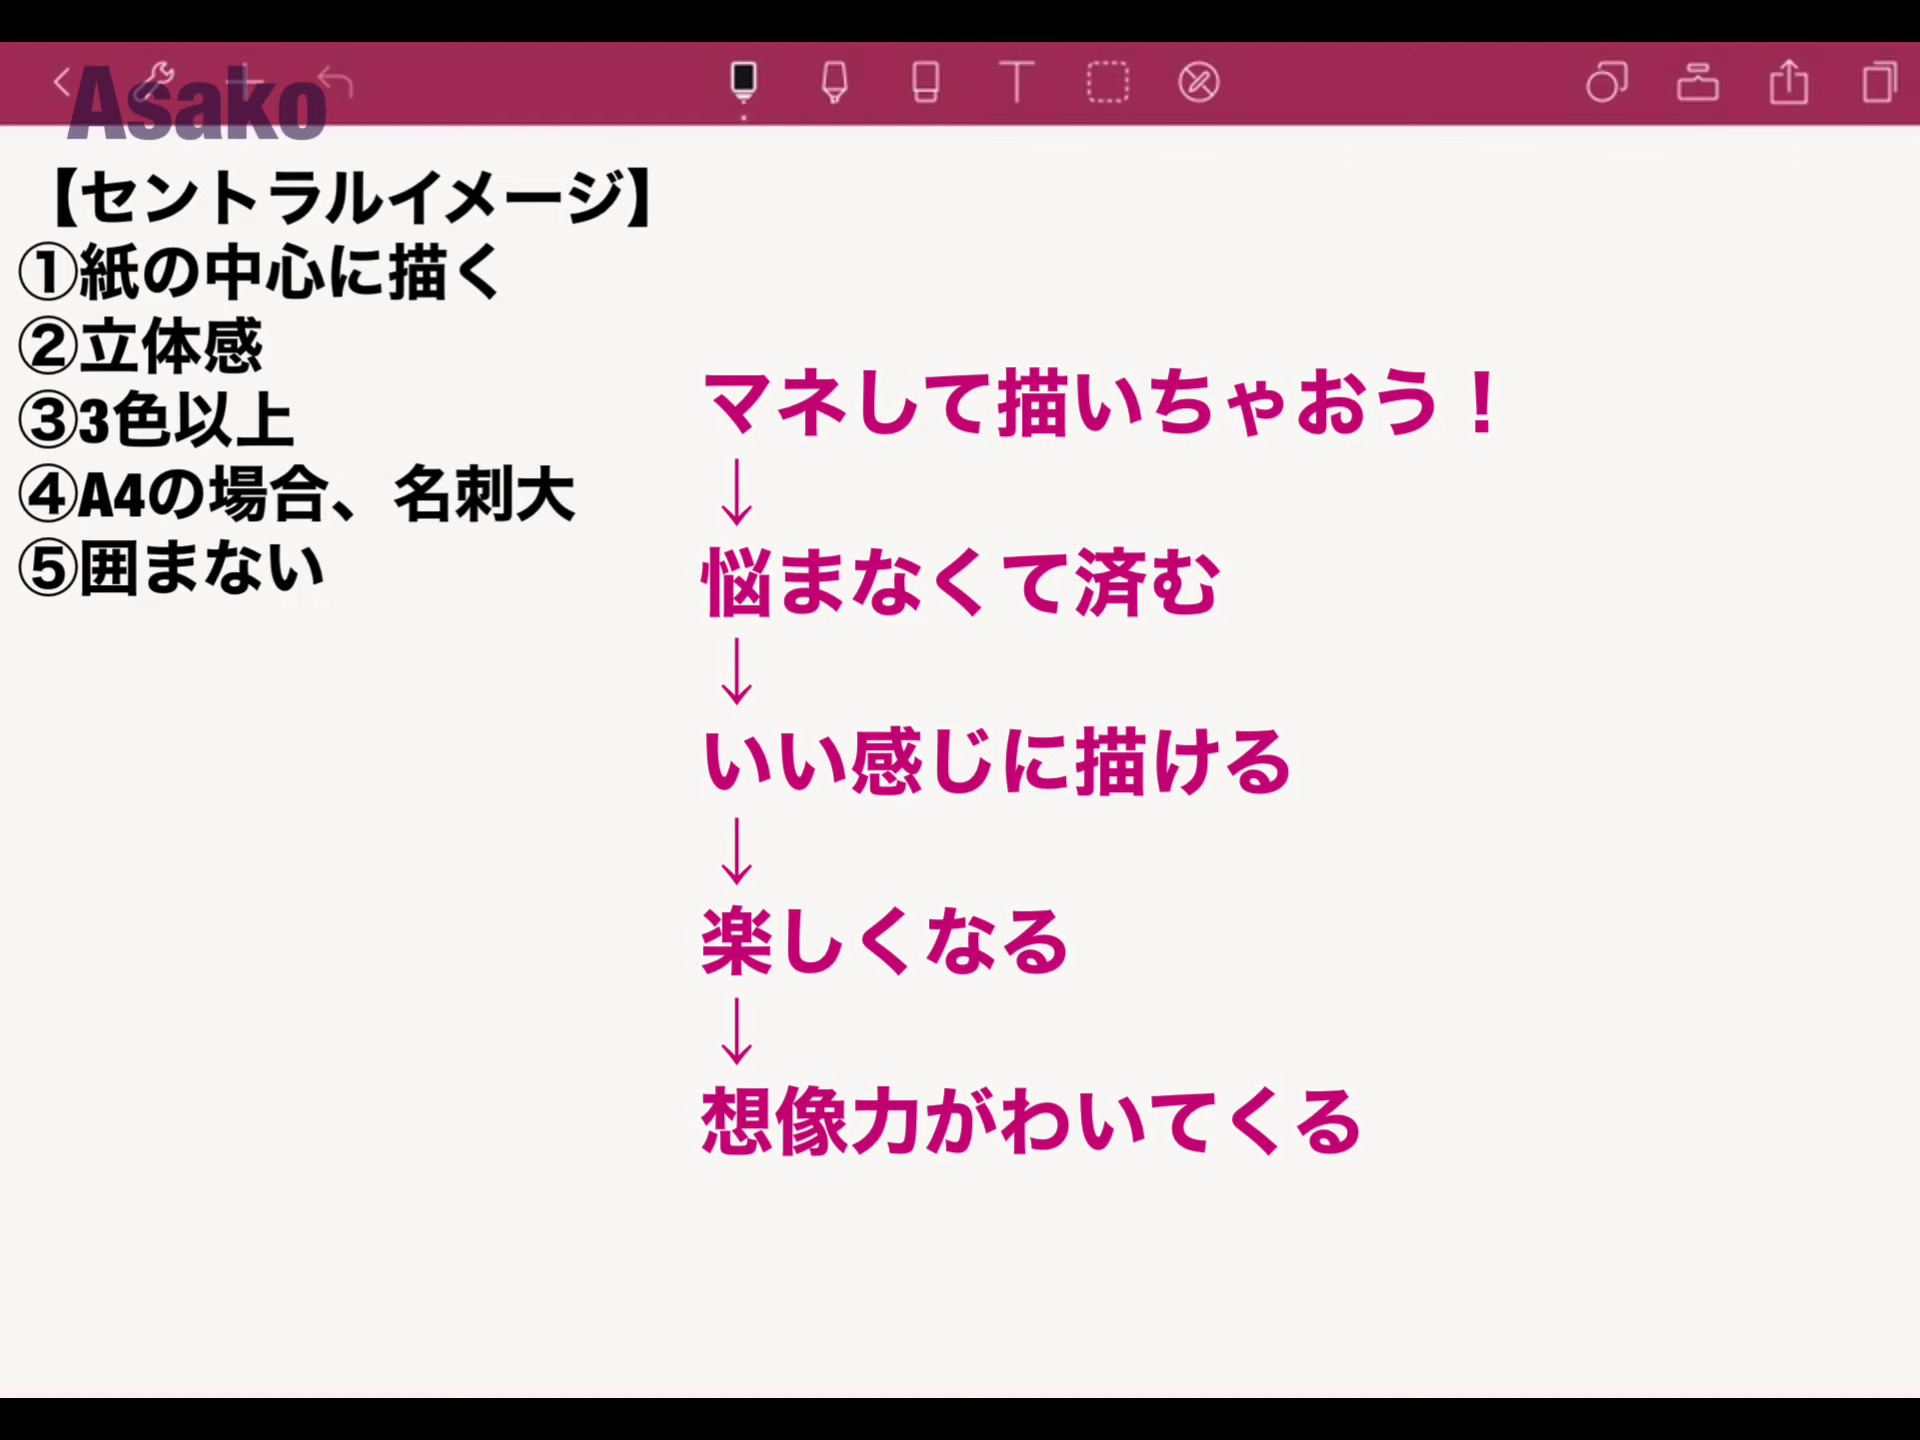 Asako
【セントラルイメージ】
①紙の中心に描く
②立体感
③3色以上
④A4の場合、名刺大
⑤囲まない
マネして描いちゃおう！
↓
悩まなくて済む
↓
いい感じに描ける
↓
楽しくなる
↓
想像力がわいてくる